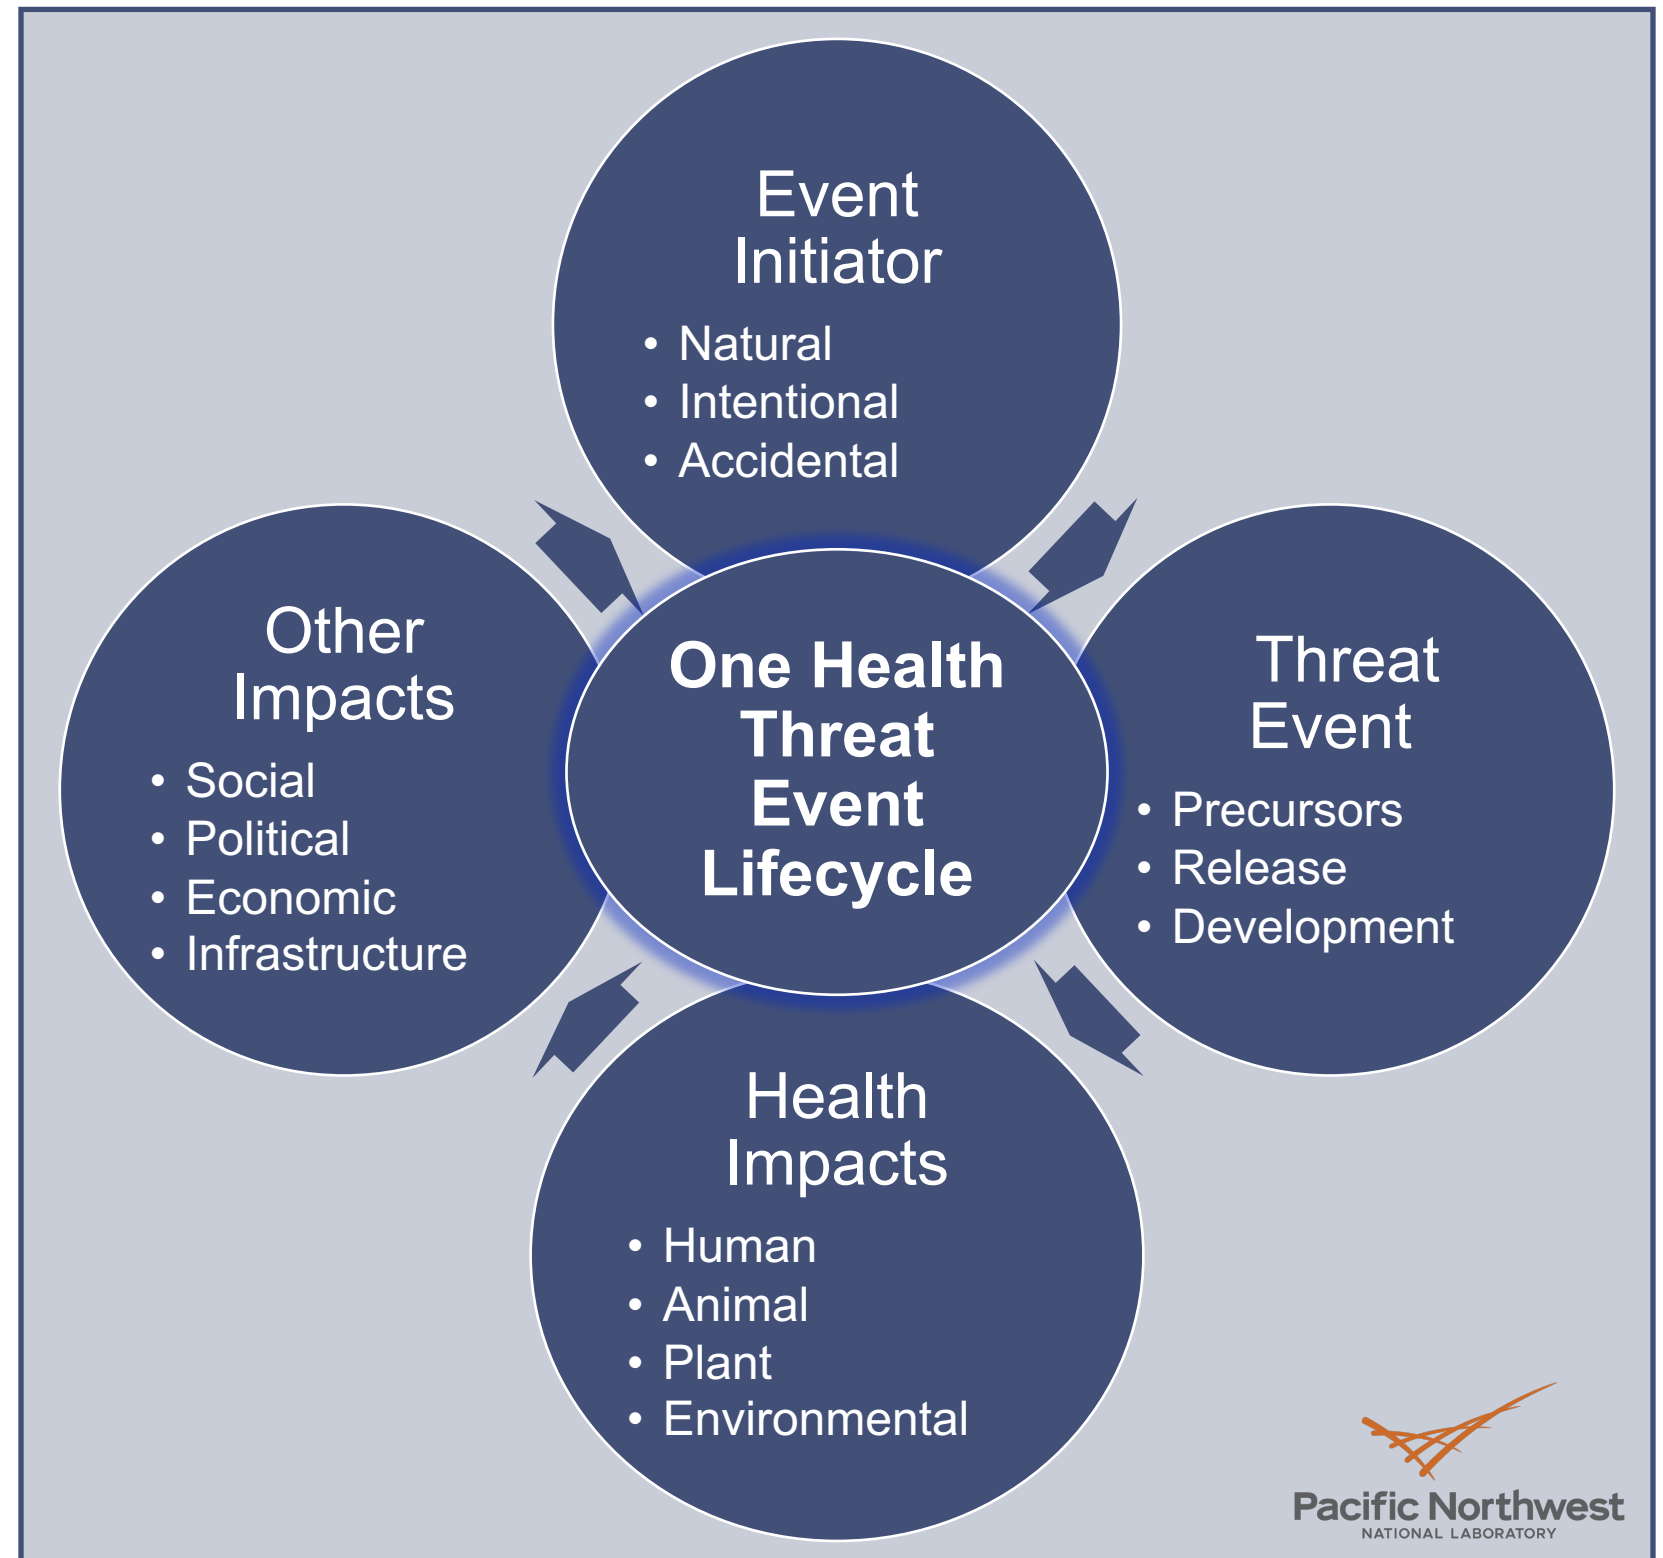 Event
Initiator
• Natural
• Intentional
• Accidental
Other
Impacts
• Social
• Political
• Economic
• Infrastructure
One Health
Threat
Event
Lifecycle
Threat
Event
• Precursors
• Release
• Development
Health
Impacts
• Human
• Animal
• Plant
• Environmental
Pacific Northwest
NATIONAL LABORATORY